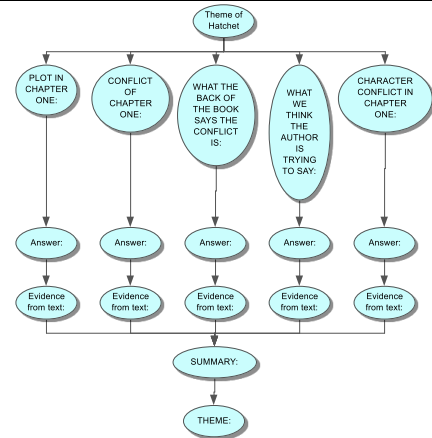 Theme of
Hatchet
PLOT IN
CHAPTER
ONE:
CONFLICT
OF
CHAPTER
ONE:
WHAT THE
BACK OF
THE BOOK
SAYS THE
CONFLICT
IS:
WHAT
WE
THINK
THE
AUTHOR
IS
TRYING
TO SAY:
CHARACTER
CONFLICT IN
CHAPTER
ONE:
Answer:
Answer:
Answer:
Answer:
Answer:
Evidence
from text:
Evidence
from text:
Evidence
from text:
Evidence
from text:
Evidence
from text:
SUMMARY:
THEME: